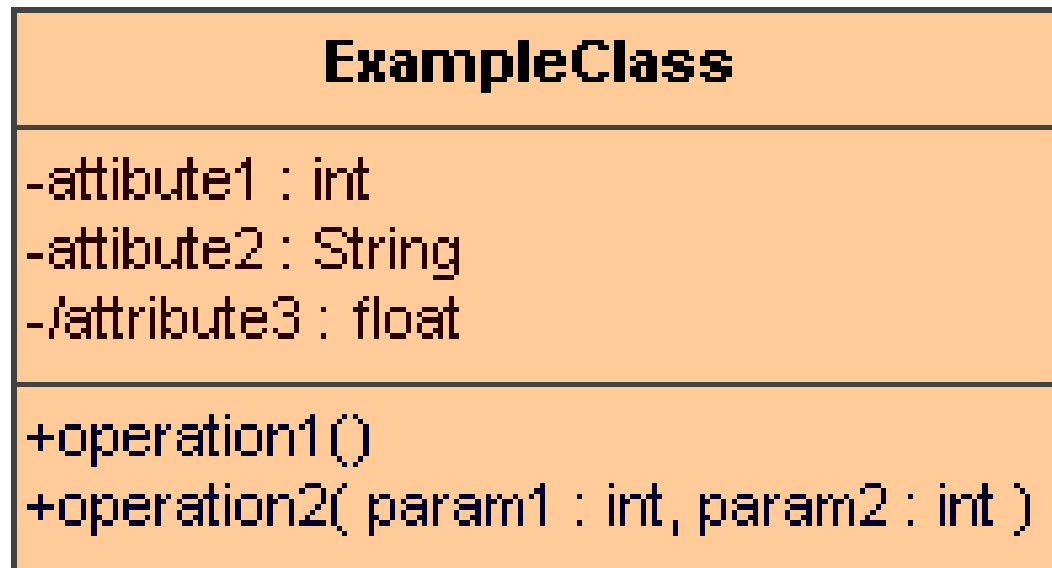 ExampleClass
-attibute1 : int
-attibute2 : String
-/attribute3 : float
+operation1()
+operation2( param1 : int, param2 : int )